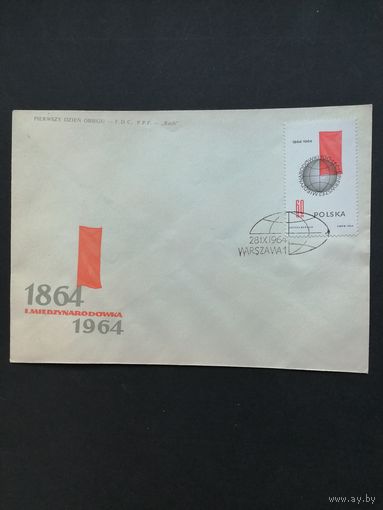 PIERWSZY DZIEŃ OBIEGU — F. D. C. P.P.F. — „Ruch”
1864-1964
60
POLSKA
28.IX.1964
WARSZAWA 1
1864
I. MIĘDZYNARODÓWKA
1964
www.ay.by